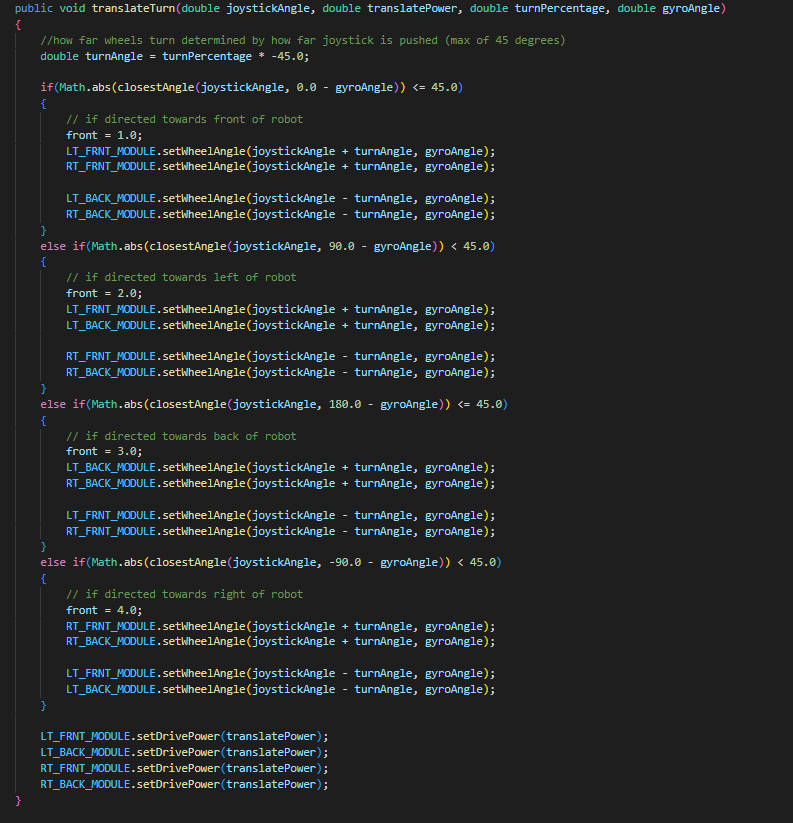 public void translateTurn(double joystickAngle, double translatePower, double turnPercentage, double gyroAngle)
{
//how far wheels turn determined by how far joystick is pushed (max of 45 degrees)
double turnAngle = turnPercentage * -45.0;
if(Math.abs(closestAngle(joystickAngle, 0.0 - gyroAngle)) <= 45.0)
{
// if directed towards front of robot
front = 1.0;
LT_FRNT_MODULE.setWheelAngle(joystickAngle + turnAngle, gyroAngle);
RT_FRNT_MODULE.setWheelAngle(joystickAngle + turnAngle, gyroAngle);
LT_BACK_MODULE.setWheelAngle(joystickAngle - turnAngle, gyroAngle);
RT_BACK_MODULE.setWheelAngle(joystickAngle - turnAngle, gyroAngle);
}
else if(Math.abs(closestAngle(joystickAngle, 90.0 - gyroAngle)) < 45.0)
{
// if directed towards left of robot
front = 2.0;
LT_FRNT_MODULE.setWheelAngle(joystickAngle + turnAngle, gyroAngle);
LT_BACK_MODULE.setWheelAngle(joystickAngle + turnAngle, gyroAngle);
RT_FRNT_MODULE.setWheelAngle(joystickAngle - turnAngle, gyroAngle);
RT_BACK_MODULE.setWheelAngle(joystickAngle - turnAngle, gyroAngle);
}
else if(Math.abs(closestAngle(joystickAngle, 180.0 - gyroAngle)) <= 45.0)
{
// if directed towards back of robot
front = 3.0;
LT_BACK_MODULE.setWheelAngle(joystickAngle + turnAngle, gyroAngle);
RT_BACK_MODULE.setWheelAngle(joystickAngle + turnAngle, gyroAngle);
LT_FRNT_MODULE.setWheelAngle(joystickAngle - turnAngle, gyroAngle);
RT_FRNT_MODULE.setWheelAngle(joystickAngle - turnAngle, gyroAngle);
}
else if(Math.abs(closestAngle(joystickAngle, -90.0 - gyroAngle)) < 45.0)
{
// if directed towards right of robot
front = 4.0;
RT_FRNT_MODULE.setWheelAngle(joystickAngle + turnAngle, gyroAngle);
RT_BACK_MODULE.setWheelAngle(joystickAngle + turnAngle, gyroAngle);
LT_FRNT_MODULE.setWheelAngle(joystickAngle - turnAngle, gyroAngle);
LT_BACK_MODULE.setWheelAngle(joystickAngle - turnAngle, gyroAngle);
}
LT_FRNT_MODULE.setDrivePower(translatePower);
LT_BACK_MODULE.setDrivePower(translatePower);
RT_FRNT_MODULE.setDrivePower(translatePower);
RT_BACK_MODULE.setDrivePower(translatePower);
}